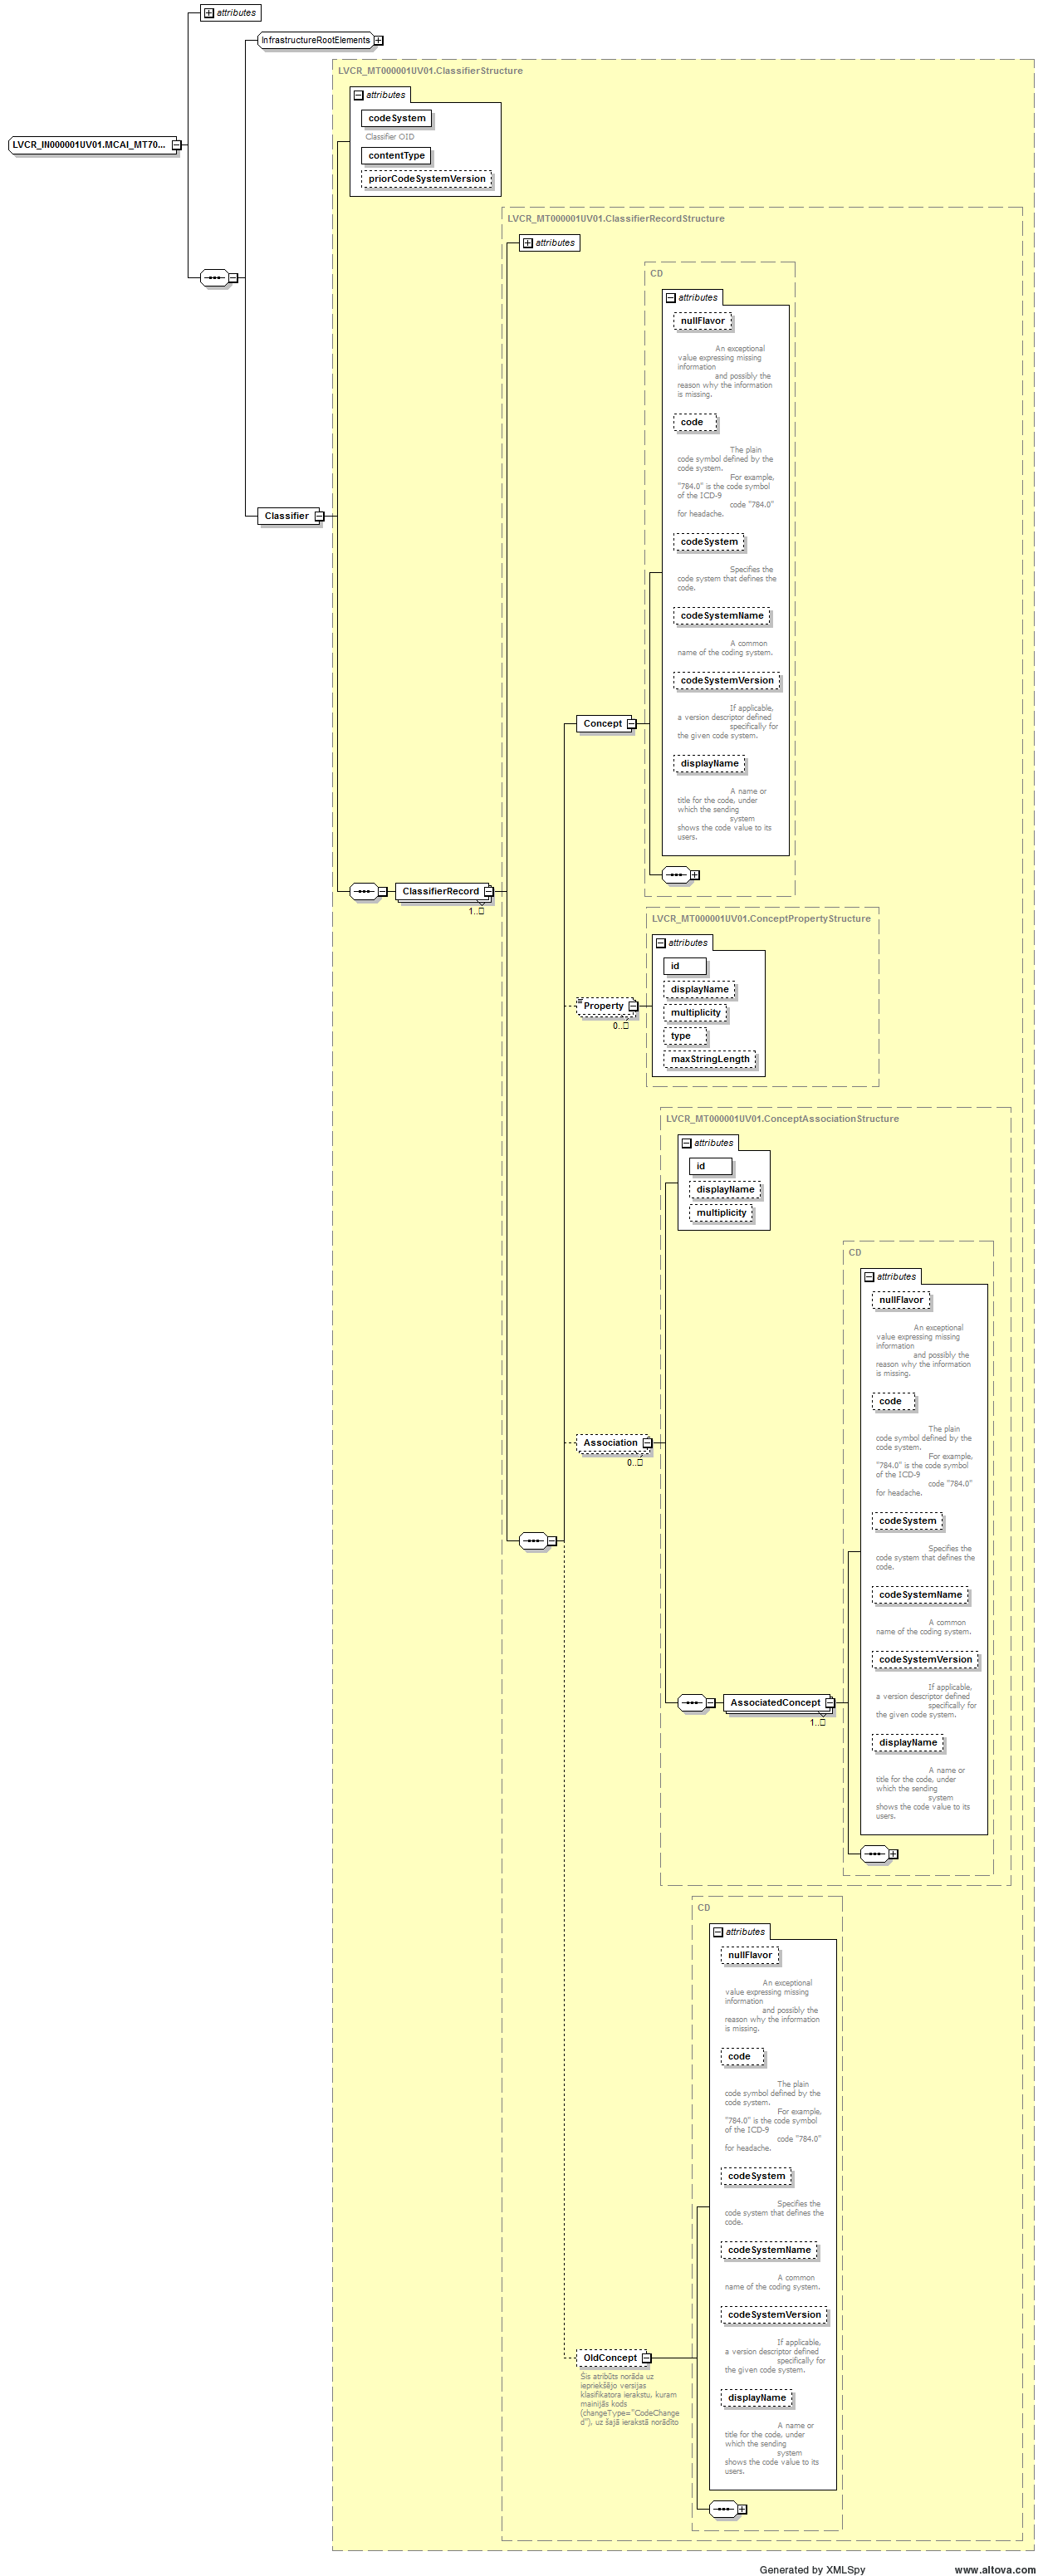 attributes
InfrastructureRootElements
LVCR_MT000001UV01.ClassifierStructure
attributes
codeSystem
Classifier OID
contentType
priorCodeSystemVersion
LVCR_IN000001UV01.MCAI_MT70...
LVCR_MT000001UV01.ClassifierRecordStructure
attributes
CD
attributes
nullFlavor
An exceptional
value expressing missing
information
and possibly the
reason why the information
is missing.
code
The plain
code symbol defined by the
code system.
For example,
"784.0" is the code symbol
of the ICD-9
code "784.0"
for headache.
Classifier
codeSystem
Specifies the
code system that defines the
code.
codeSystemName
A common
name of the coding system.
codeSystemVersion
If applicable,
a version descriptor defined
specifically for
the given code system.
Concept
displayName
A name or
title for the code, under
which the sending
system
shows the code value to its
users.
ClassifierRecord
1..
LVCR_MT000001UV01.ConceptPropertyStructure
attributes
id
displayName
Property
0..
multiplicity
type
maxStringLength
LVCR_MT000001UV01.ConceptAssociationStructure
attributes
id
displayName
multiplicity
CD
attributes
nullFlavor
An exceptional
value expressing missing
information
and possibly the
reason why the information
is missing.
code
The plain
code symbol defined by the
code system.
For example,
"784.0" is the code symbol
of the ICD-9
code "784.0"
for headache.
Association
0..
codeSystem
Specifies the
code system that defines the
code.
codeSystemName
A common
name of the coding system.
codeSystemVersion
If applicable,
a version descriptor defined
specifically for
the given code system.
AssociatedConcept
1..
displayName
A name or
title for the code, under
which the sending
system
shows the code value to its
users.
CD
attributes
nullFlavor
An exceptional
value expressing missing
information
and possibly the
reason why the information
is missing.
code
The plain
code symbol defined by the
code system.
For example,
"784.0" is the code symbol
of the ICD-9
code "784.0"
for headache.
codeSystem
Specifies the
code system that defines the
code.
codeSystemName
A common
name of the coding system.
codeSystemVersion
If applicable,
a version descriptor defined
specifically for
the given code system.
OldConcept
Šis atribūts norāda uz
iepriekšējo versijas
klasifikatora ierakstu, kuram
mainijās kods
(changeType="CodeChange
d"), uz šajā ierakstā norādīto
displayName
A name or
title for the code, under
which the sending
system
shows the code value to its
users.
Generated by XMLSpy
www.altova.com